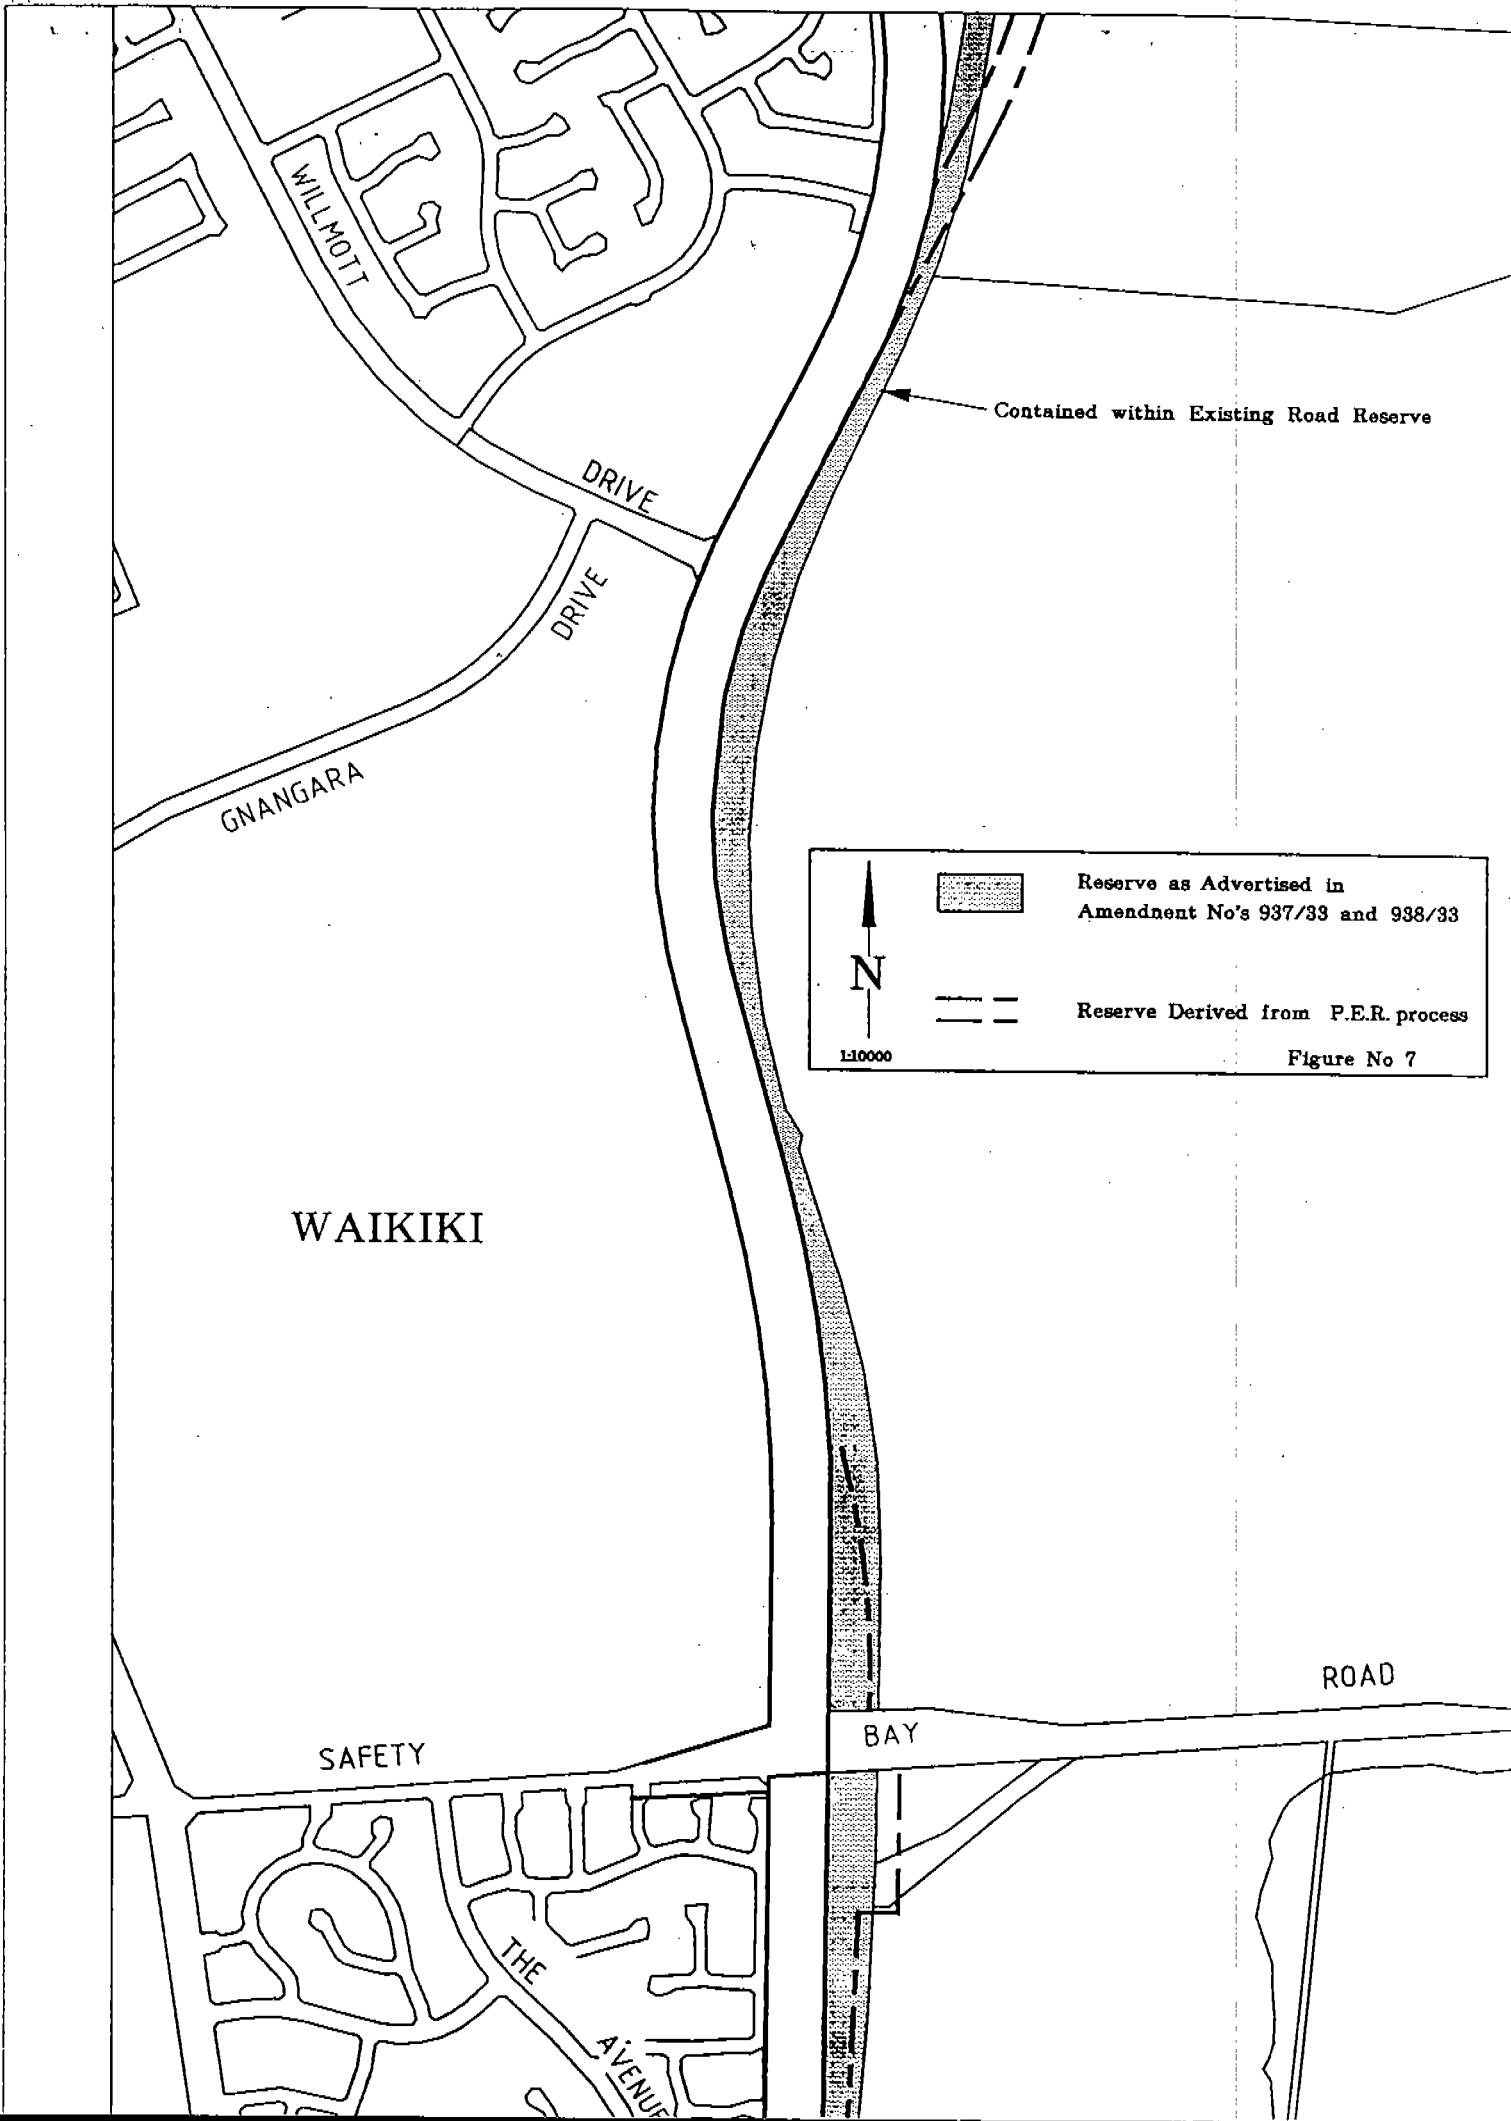 WILLMOTT
Contained within Existing Road Reserve
DRIVE
DRIVE
GNANGARA
Reserve as Advertised in
Amendnent No's 937/33 and 938/33
N
Reserve Derived from P.E.R. process
1:10000
Figure No 7
WAIKIKI
ROAD
BAY
SAFETY
THE
AVENUE